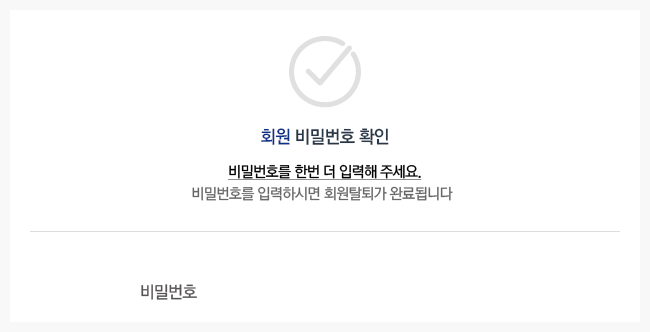 회원 비밀번호 확인
비밀번호를 한번 더 입력해 주세요.
비밀번호를 입력하시면 회원탈퇴가 완료됩니다
비밀번호